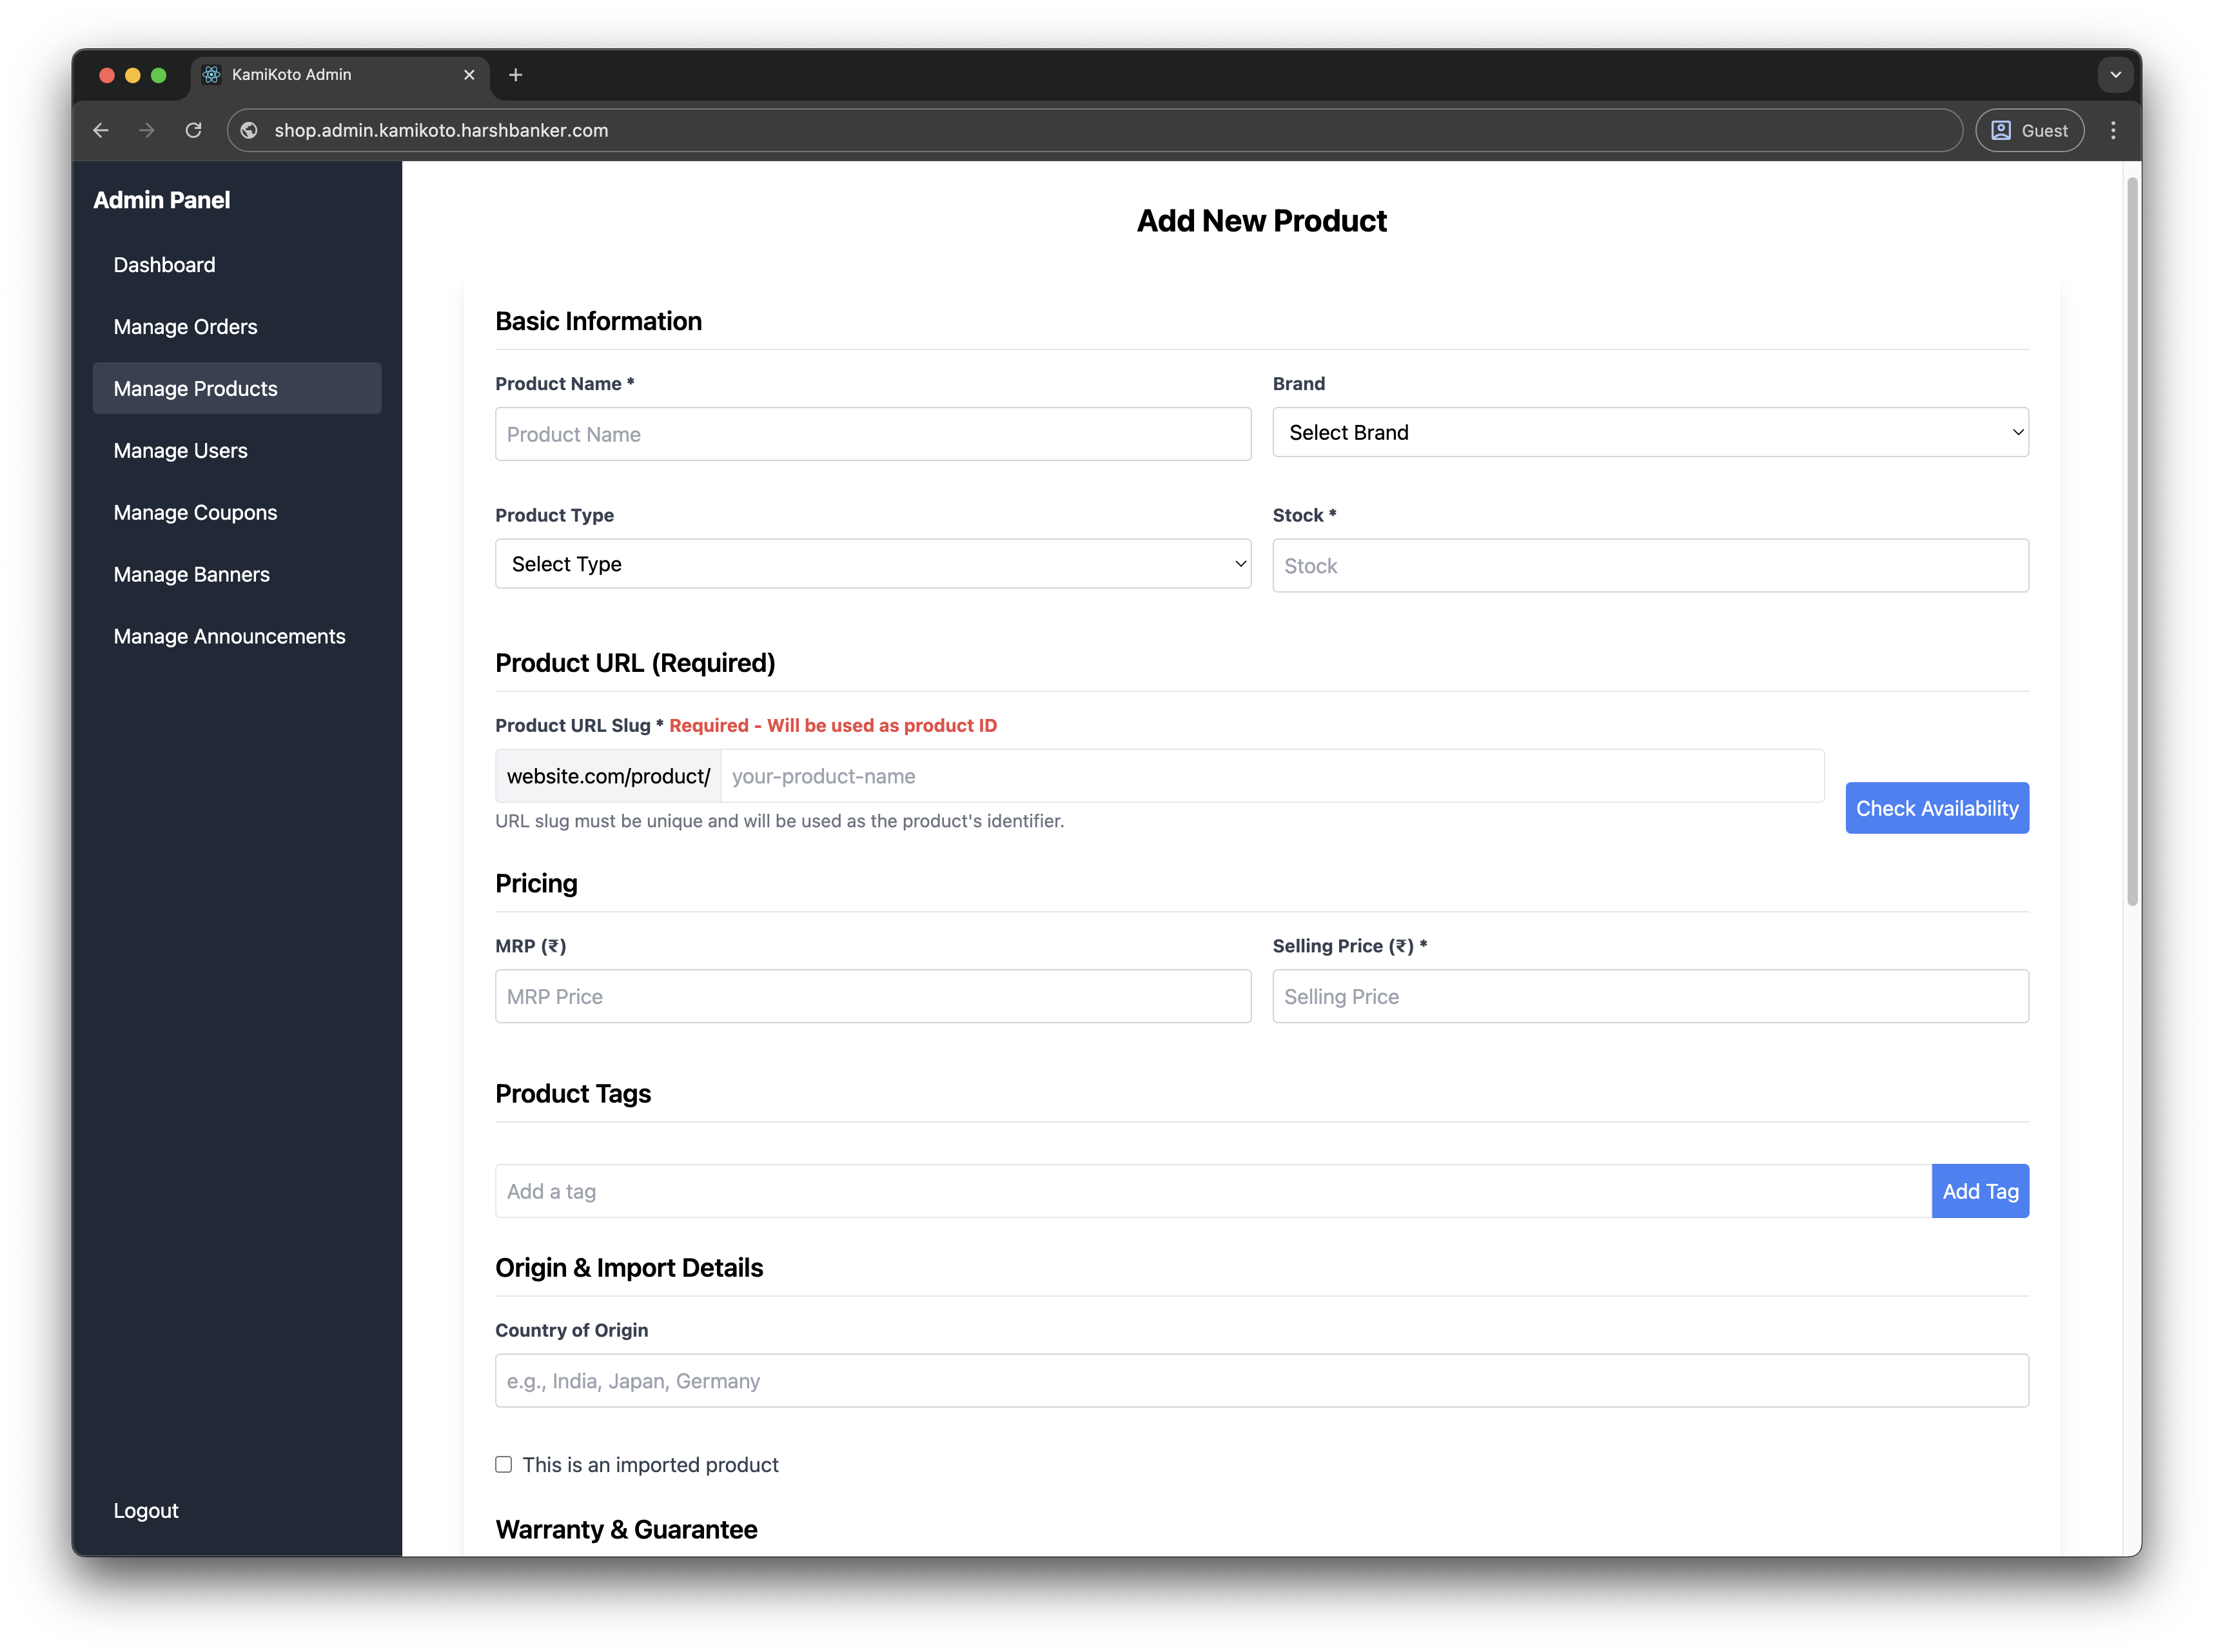 KamiKoto Admin
shop.admin.kamikoto.harshbanker.com
Guest
Admin Panel
Dashboard
Manage Orders
Manage Products
Manage Users
Manage Coupons
Manage Banners
Manage Announcements
Logout
Add New Product
Basic Information
Product Name *
Product Name
Brand
Select Brand
Product Type
Select Type
Stock *
Stock
Product URL (Required)
Product URL Slug * Required - Will be used as product ID
website.com/product/ your-product-name
URL slug must be unique and will be used as the product's identifier.
Check Availability
Pricing
MRP (₹)
MRP Price
Selling Price (₹) *
Selling Price
Product Tags
Add a tag
Add Tag
Origin & Import Details
Country of Origin
e.g., India, Japan, Germany
This is an imported product
Warranty & Guarantee